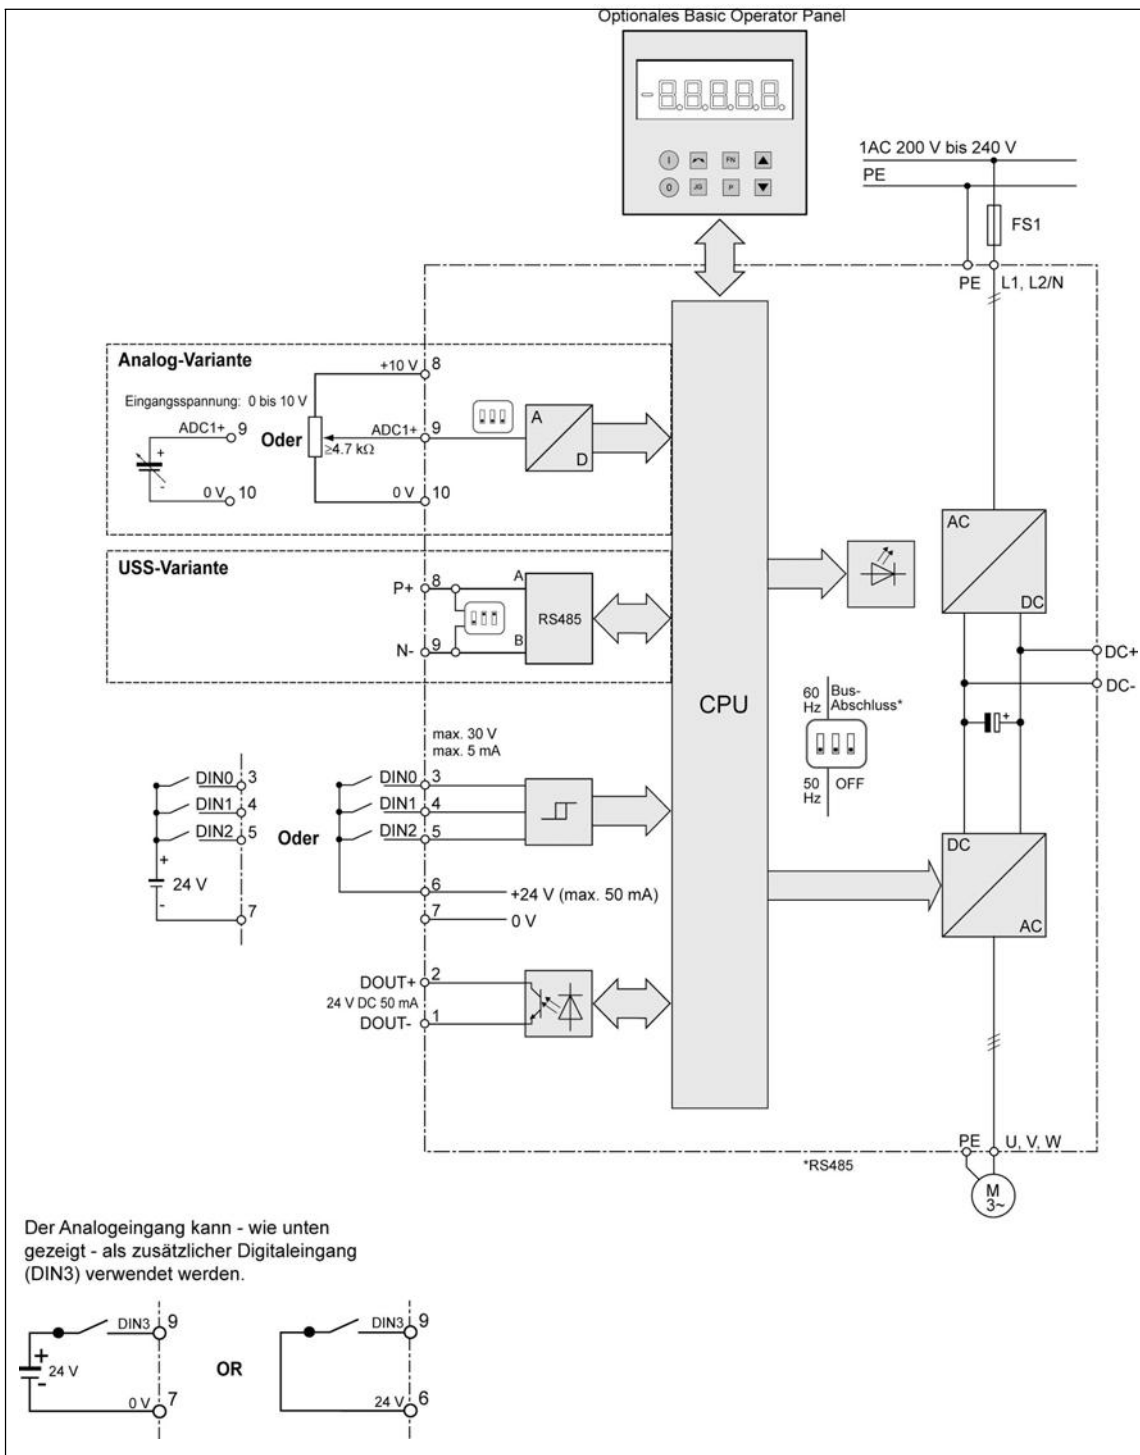 Optionales Basic Operator Panel
I
FN
0
JG
P
1AC 200 V bis 240 V
PE
FS1
PE
L1, L2/N
Analog-Variante
+10 V
8
Eingangsspannung: 0 bis 10 V
ADC1+
9
Oder
≥4.7 kΩ
ADC1+
9
A
D
+
-
0 V
10
0 V
10
AC
DC
USS-Variante
P+
8
A
RS485
N-
9
B
DC+
DC-
+
CPU
60
Hz
Bus-
Abschluss*
50
Hz
OFF
max. 30 V
max. 5 mA
DIN0
3
DIN1
4
DIN2
5
+
24 V
-
7
Oder
DIN0
3
DIN1
4
DIN2
5
6
+24 V (max. 50 mA)
7
0 V
DC
AC
DOUT+
2
24 V DC 50 mA
DOUT-
1
PE
U, V, W
*RS485
M
3~
Der Analogeingang kann - wie unten
gezeigt - als zusätzlicher Digitaleingang
(DIN3) verwendet werden.
DIN3
9
+
24 V
-
0 V
7
OR
DIN3
9
24 V
6